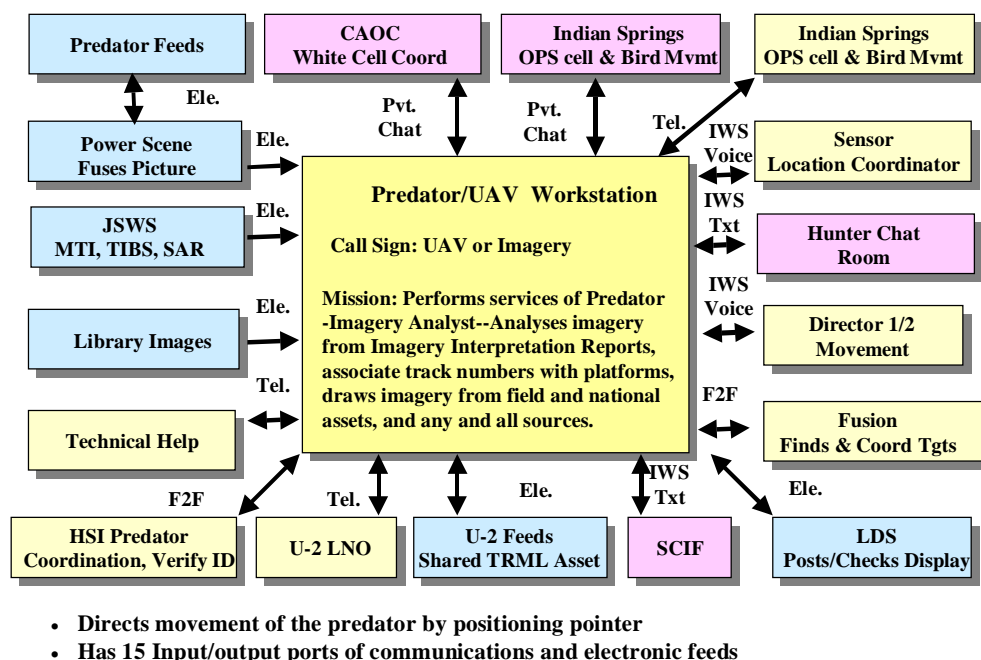 Predator Feeds
CAOC
White Cell Coord
Indian Springs
OPS cell & Bird Mvmt
Indian Springs
OPS cell & Bird Mvmt
Ele.
Pvt.
Chat
Pvt.
Chat
Tel.
Power Scene
Fuses Picture
Ele.
IWS
Voice
Sensor
Location Coordinator
Predator/UAV Workstation
Call Sign: UAV or Imagery
Mission: Performs services of Predator
-Imagery Analyst--Analyses imagery
from Imagery Interpretation Reports,
associate track numbers with platforms,
draws imagery from field and national
assets, and any and all sources.
JSWS
MTI, TIBS, SAR
Ele.
IWS
Txt
Hunter Chat
Room
Library Images
Ele.
IWS
Voice
Director 1/2
Movement
Technical Help
Tel.
F2F
Fusion
Finds & Coord Tgts
F2F
Tel.
Ele.
IWS
Txt
Ele.
HSI Predator
Coordination, Verify ID
U-2 LNO
U-2 Feeds
Shared TRML Asset
SCIF
LDS
Posts/Checks Display
• Directs movement of the predator by positioning pointer
• Has 15 Input/output ports of communications and electronic feeds